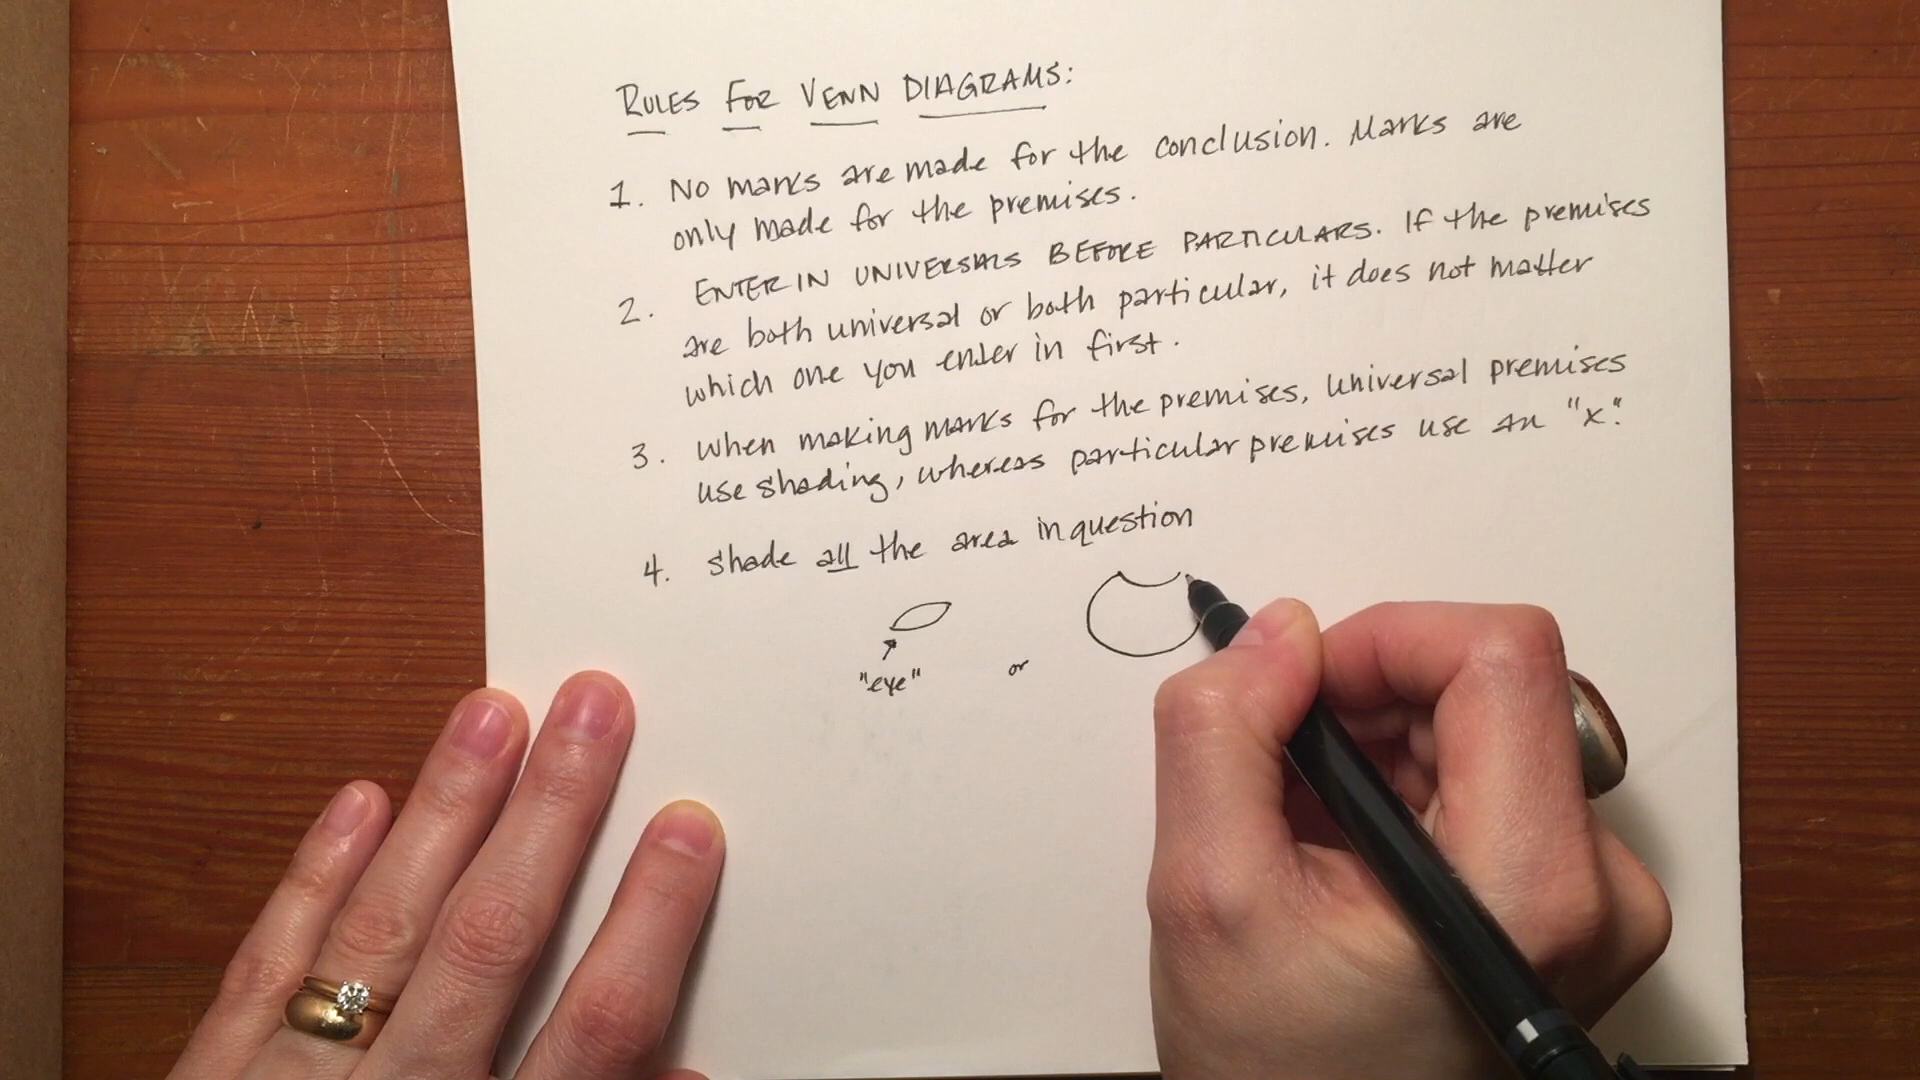 RULES FOR VENN DIAGRAMS:
1. No marks are made for the conclusion. Marks are
only made for the premises.
2. ENTER IN UNIVERSALS BEFORE PARTICULARS. If the premises
are both universal or both particular, it does not matter
which one you enter in first.
3. When making marks for the premises, universal premises
use shading, whereas particular premises use an "x."
4. Shade all the area in question
"eye" or